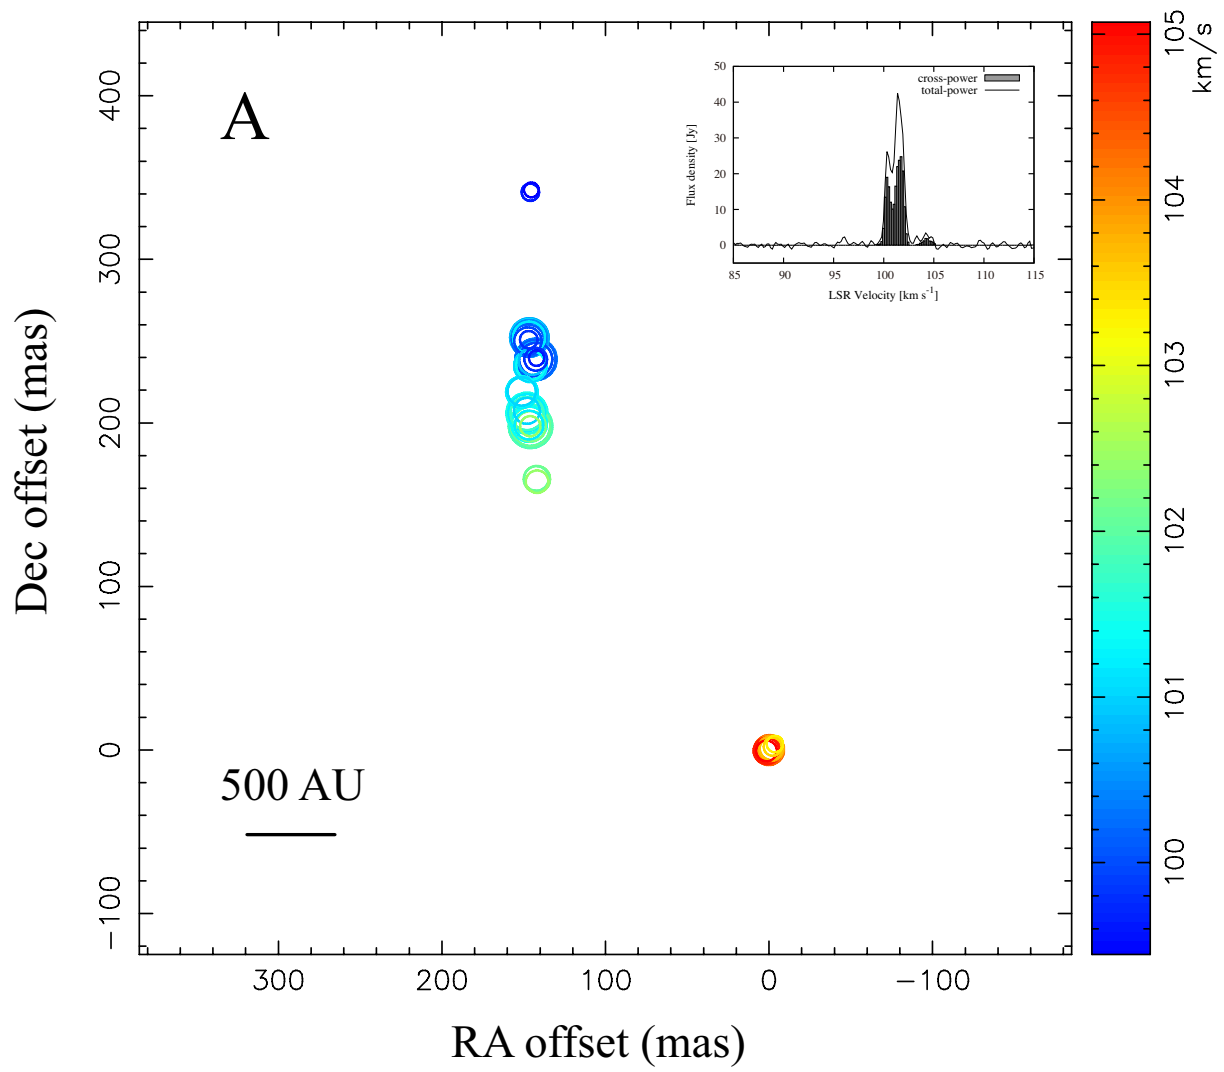 A
50
40
30
20
10
0
Flux density [Jy]
cross-power
total-power
85 90 95 100 105 110 115
LSR Velocity [km s-1]
400
300
200
100
0
−100
Dec offset (mas)
500 AU
300 200 100 0 −100
RA offset (mas)
105
104
103
102
101
100
km/s